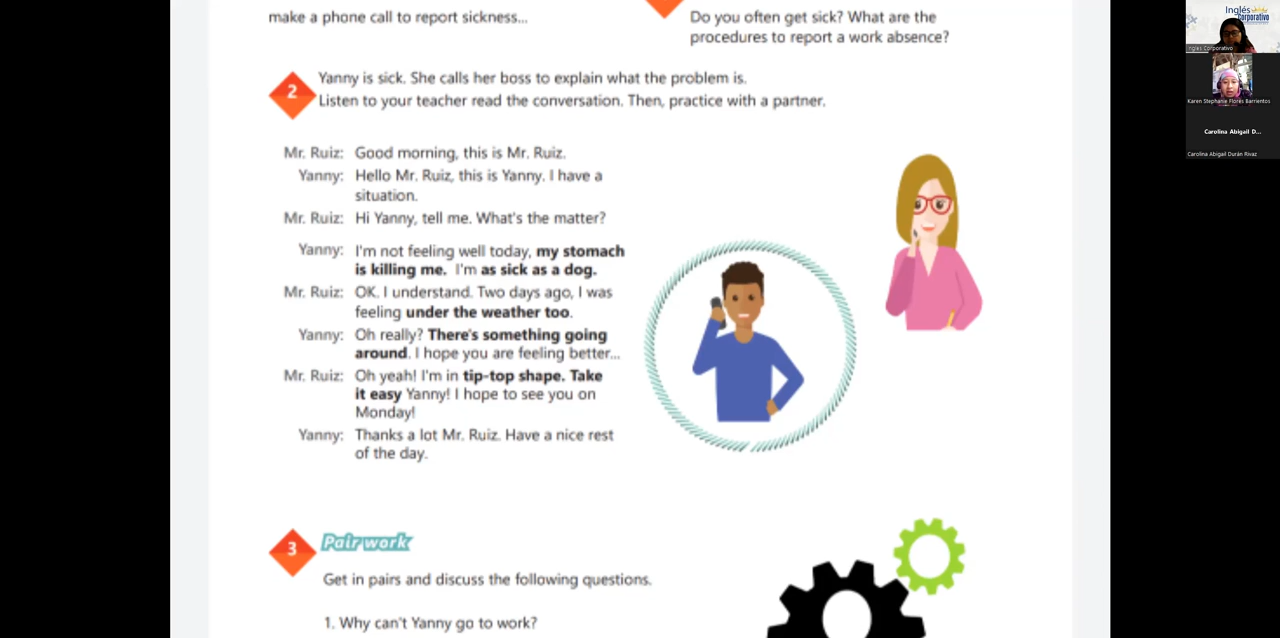 make a phone call to report sickness...
Do you often get sick? What are the
procedures to report a work absence?
2
Yanny is sick. She calls her boss to explain what the problem is.
Listen to your teacher read the conversation. Then, practice with a partner.
Mr. Ruiz: Good morning, this is Mr. Ruiz.
Yanny: Hello Mr. Ruiz, this is Yanny. I have a
situation.
Mr. Ruiz: Hi Yanny, tell me. What's the matter?
Yanny: I'm not feeling well today, my stomach
is killing me. I'm as sick as a dog.
Mr. Ruiz: OK. I understand. Two days ago, I was
feeling under the weather too.
Yanny: Oh really? There's something going
around. I hope you are feeling better...
Mr. Ruiz: Oh yeah! I'm in tip-top shape. Take
it easy Yanny! I hope to see you on
Monday!
Yanny: Thanks a lot Mr. Ruiz. Have a nice rest
of the day.
3
Pair work
Get in pairs and discuss the following questions.
1. Why can't Yanny go to work?
Inglés
Corporativo
Inglés Corporativo
Karen Stephanie Flores Barrientos
Carolina Abigail D...
Carolina Abigail Durán Rivaz